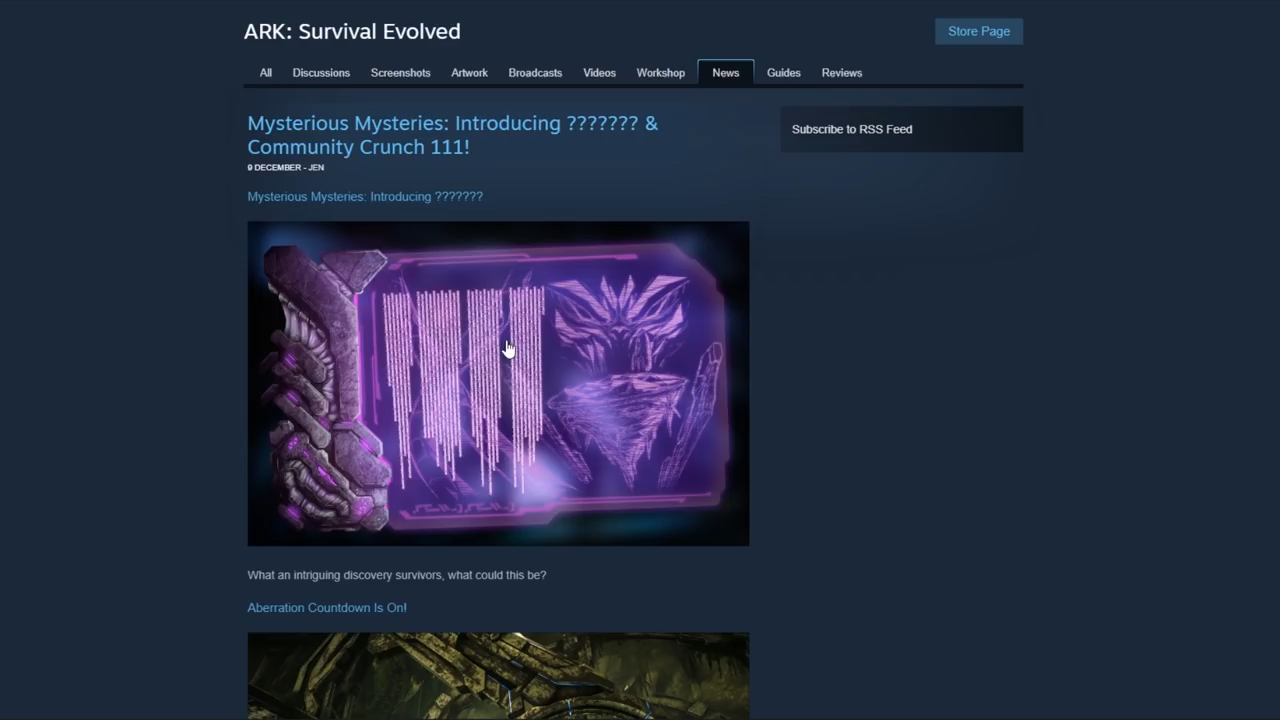 ARK: Survival Evolved
Store Page
All Discussions Screenshots Artwork Broadcasts Videos Workshop News Guides Reviews
Mysterious Mysteries: Introducing ??????? &
Community Crunch 111!
9 DECEMBER - JEN
Subscribe to RSS Feed
Mysterious Mysteries: Introducing ???????
What an intriguing discovery survivors, what could this be?
Aberration Countdown Is On!